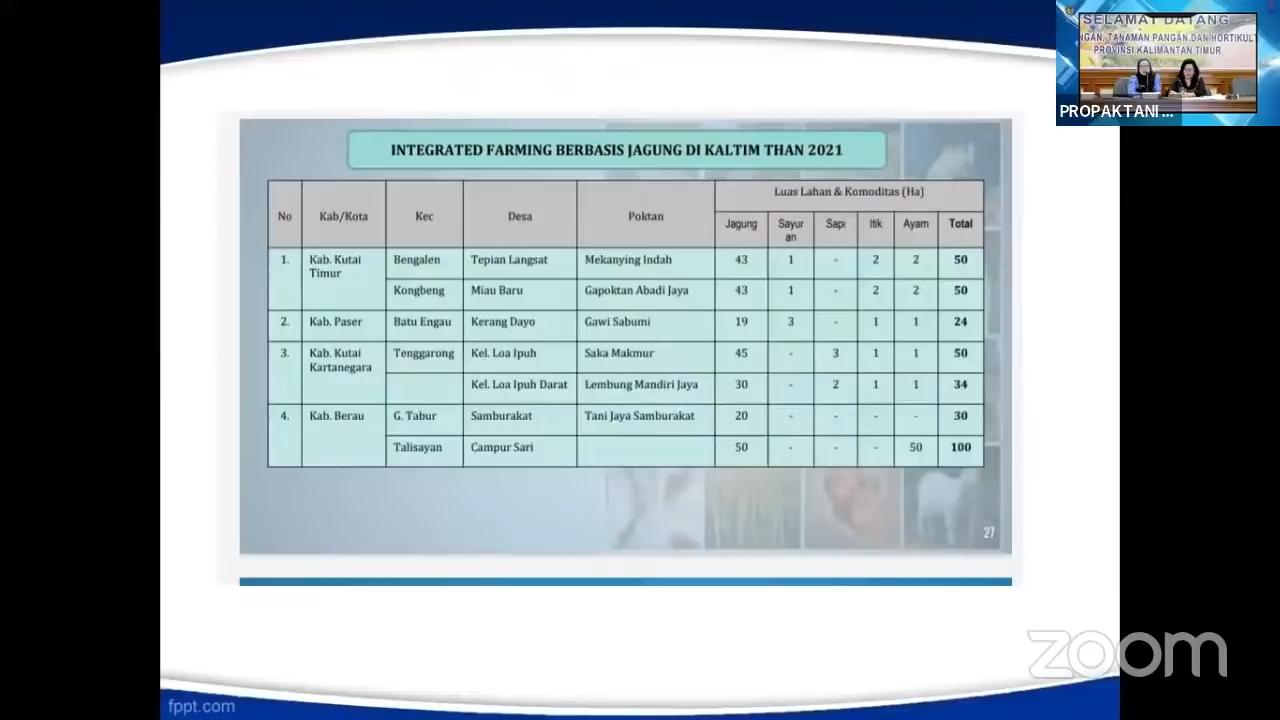 SELAMAT DATANG
NGAN, TANAMAN PANGAN DAN HORTIKULT
PROVINSI KALIMANTAN TIMUR
PROPAKTANI ...
INTEGRATED FARMING BERBASIS JAGUNG DI KALTIM THAN 2021
No Kab/Kota Kec Desa Poktan Luas Lahan & Komoditas (Ha)
Jagung Sayur an Sapi Itik Ayam Total
1. Kab. Kutai Timur Bengalen Tepian Langsat Mekanying Indah 43 1 - 2 2 50
Kongbeng Miau Baru Gapoktan Abadi Jaya 43 1 - 2 2 50
2. Kab. Paser Batu Engau Kerang Dayo Gawi Sabumi 19 3 - 1 1 24
3. Kab. Kutai Kartanegara Tenggarong Kel. Loa Ipuh Saka Makmur 45 - 3 1 1 50
Kel. Loa Ipuh Darat Lembung Mandiri Jaya 30 - 2 1 1 34
4. Kab. Berau G. Tabur Samburakat Tani Jaya Samburakat 20 - - - - 30
Talisayan Campur Sari 50 - - - 50 100
27
zoom
fppt.com